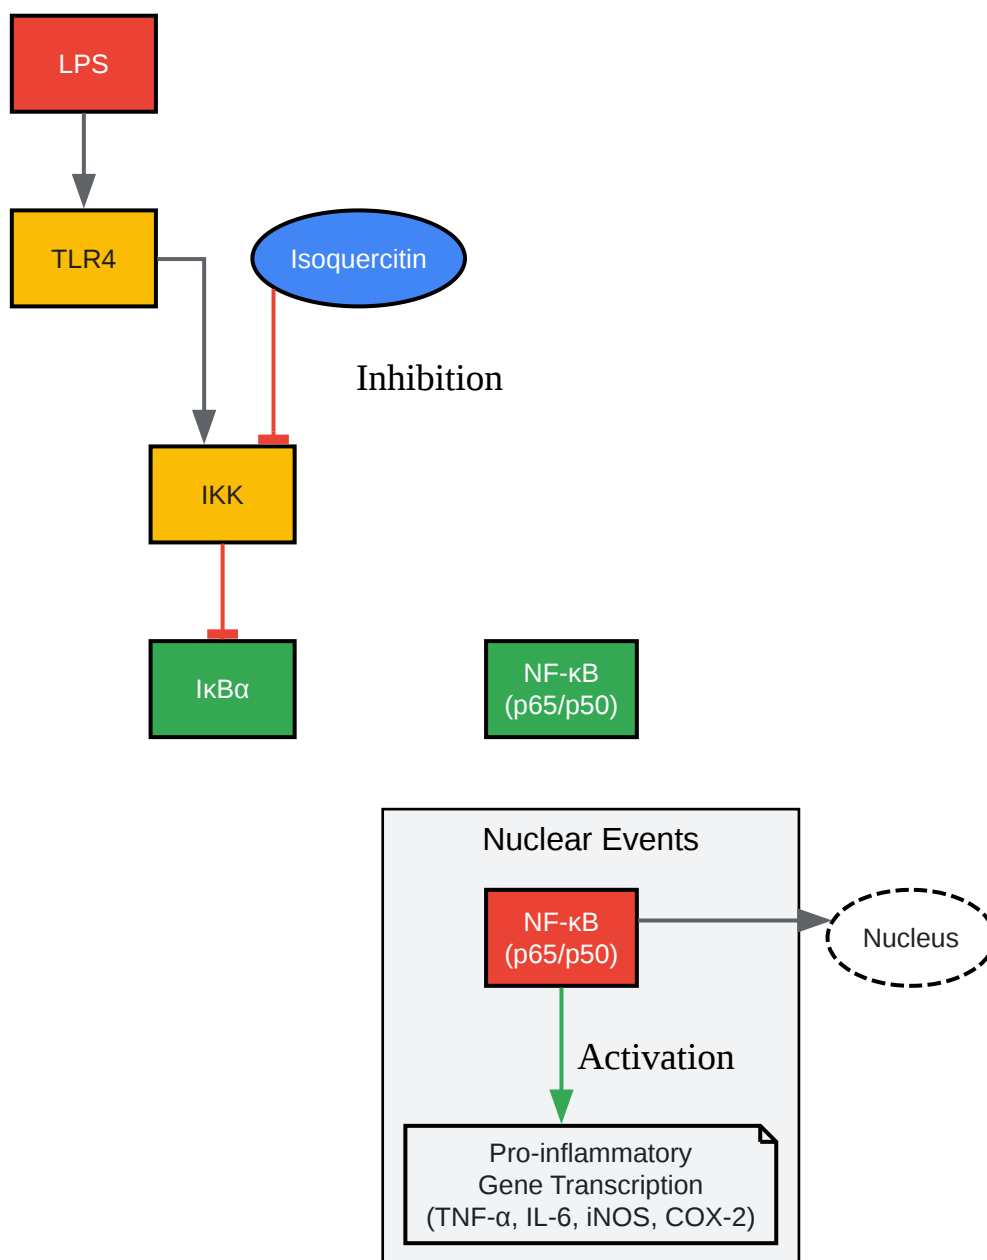 LPS
TLR4
Isoquercitin
Inhibition
IKK
IκBα
NF-κB
(p65/p50)
Nuclear Events
NF-κB
(p65/p50)
Nucleus
Activation
Pro-inflammatory
Gene Transcription
(TNF-α, IL-6, iNOS, COX-2)